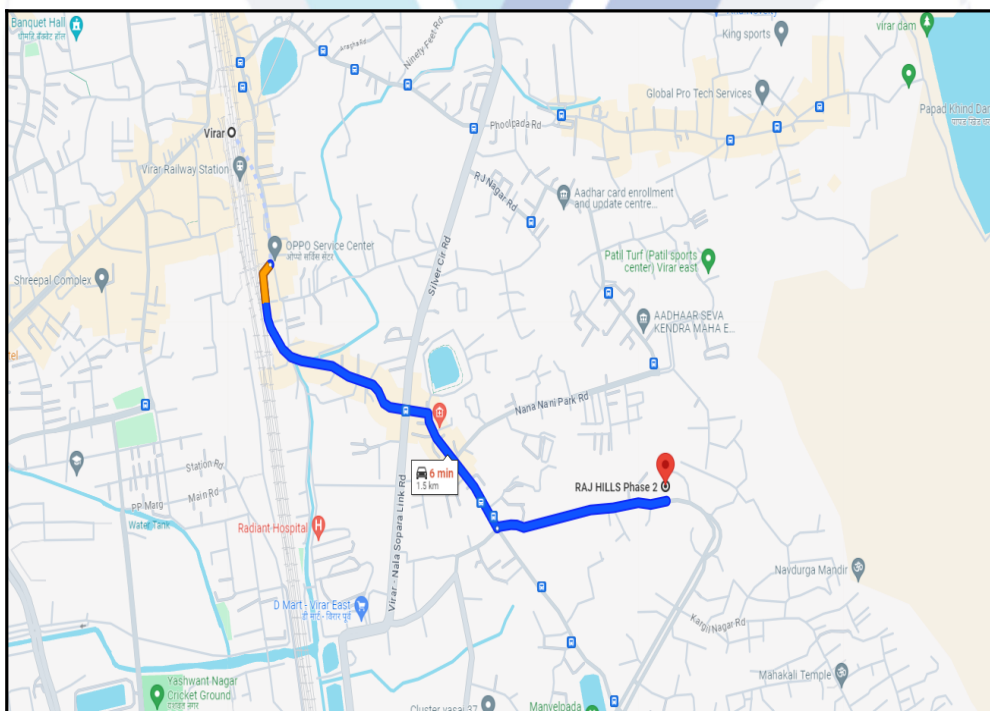 Banquet Hall
King sports
virar dam
Ninety Feet Rd
Global Pro Tech Services
Papad Khind Dam
Phoolpada Rd
Virar
Virar Railway Station
RJ Nagar Rd
Aadhar card enrollment
and update centre...
OPPO Service Center
Silver Cir Rd
Patil Turf (Patil sports
center) Virar east
Shreepal Complex
AADHAAR SEVA
KENDRA MAHA E...
Nana Nani Park Rd
6 min
1.5 km
RAJ HILLS Phase 2
Station Rd
Main Rd
PP Marg
Water Tank
Radiant-Hospital
Virar - Nala Sopara Link Rd
Navdurga Mandir
D Mart - Virar East
डी मार्ट - विरार पूर्व
Kargil Nagar Rd
Mahakali Temple
Yashwant Nagar
Cricket Ground
यशवंत नगर
Cluster vasai 37
Manvelpada